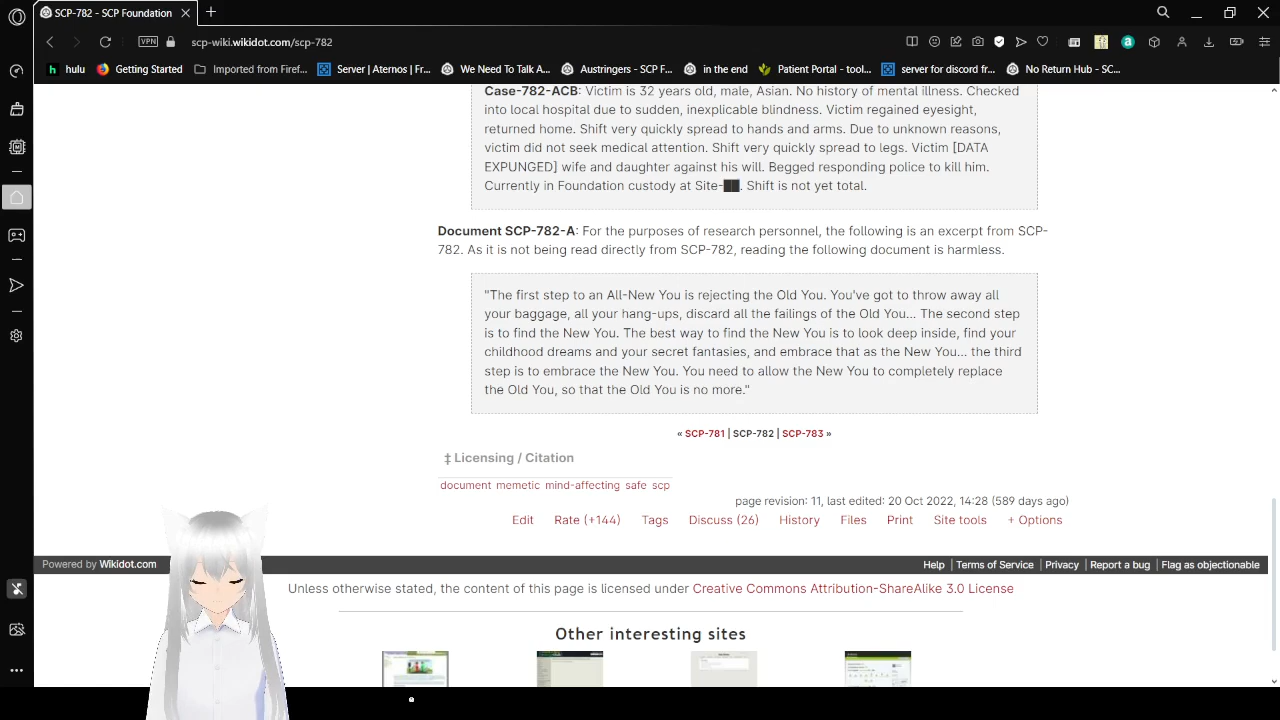 SCP-782 - SCP Foundation
VPN scp-wiki.wikidot.com/scp-782
hulu Getting Started Imported from Firef... Server | Aternos | Fr... We Need To Talk A... Austringers - SCP F... in the end Patient Portal - tool... server for discord fr... No Return Hub - SC...
Case-782-ACB: Victim is 32 years old, male, Asian. No history of mental illness. Checked
into local hospital due to sudden, inexplicable blindness. Victim regained eyesight,
returned home. Shift very quickly spread to hands and arms. Due to unknown reasons,
victim did not seek medical attention. Shift very quickly spread to legs. Victim [DATA
EXPUNGED] wife and daughter against his will. Begged responding police to kill him.
Currently in Foundation custody at Site-██. Shift is not yet total.
Document SCP-782-A: For the purposes of research personnel, the following is an excerpt from SCP-
782. As it is not being read directly from SCP-782, reading the following document is harmless.
"The first step to an All-New You is rejecting the Old You. You've got to throw away all
your baggage, all your hang-ups, discard all the failings of the Old You... The second step
is to find the New You. The best way to find the New You is to look deep inside, find your
childhood dreams and your secret fantasies, and embrace that as the New You... the third
step is to embrace the New You. You need to allow the New You to completely replace
the Old You, so that the Old You is no more."
« SCP-781 | SCP-782 | SCP-783 »
‡ Licensing / Citation
document memetic mind-affecting safe scp
page revision: 11, last edited: 20 Oct 2022, 14:28 (589 days ago)
Edit Rate (+144) Tags Discuss (26) History Files Print Site tools + Options
Powered by Wikidot.com Help | Terms of Service | Privacy | Report a bug | Flag as objectionable
Unless otherwise stated, the content of this page is licensed under Creative Commons Attribution-ShareAlike 3.0 License
Other interesting sites